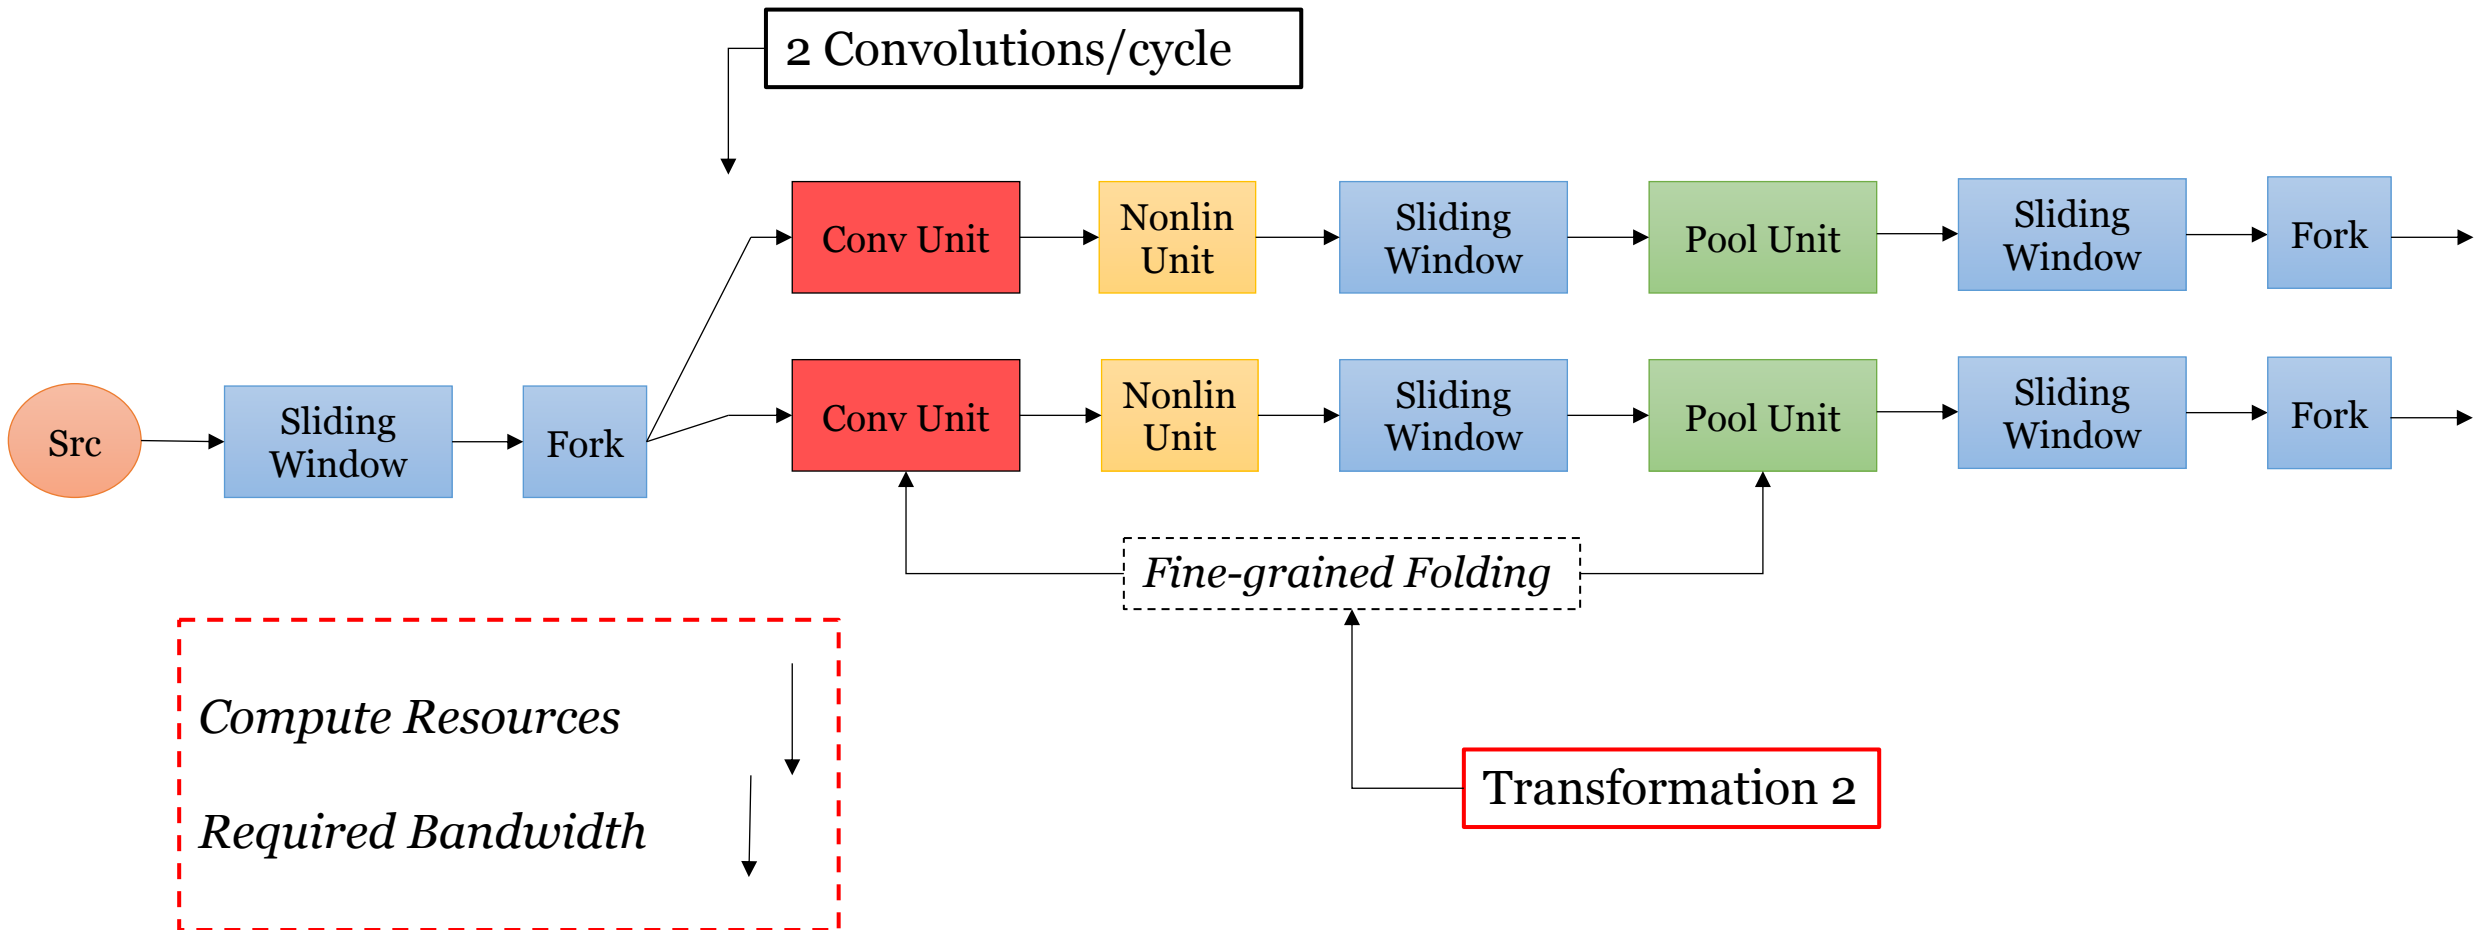 2 Convolutions/cycle
Conv Unit
Nonlin
Unit
Sliding
Window
Pool Unit
Sliding
Window
Fork
Src
Sliding
Window
Fork
Conv Unit
Nonlin
Unit
Sliding
Window
Pool Unit
Sliding
Window
Fork
Fine-grained Folding
Compute Resources
Required Bandwidth
Transformation 2